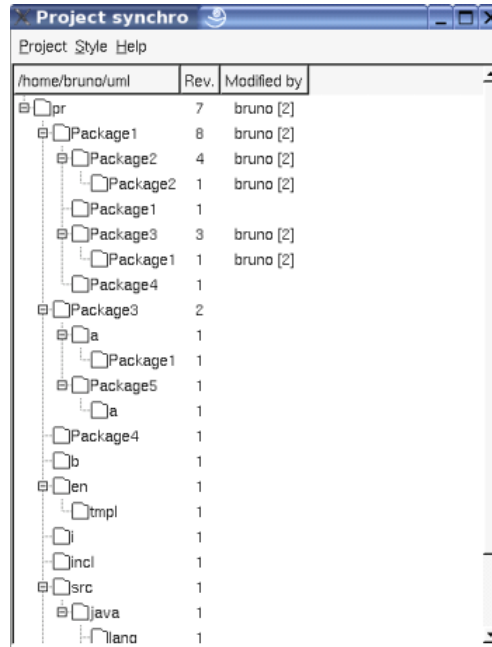 Project synchro
Project Style Help
/home/bruno/uml Rev. Modified by
pr 7 bruno [2]
Package1 8 bruno [2]
Package2 4 bruno [2]
Package2 1 bruno [2]
Package1 1
Package3 3 bruno [2]
Package1 1 bruno [2]
Package4 1
Package3 2
a 1
Package1 1
Package5 1
a 1
Package4 1
b 1
en 1
tmpl 1
i 1
incl 1
src 1
java 1
lang 1